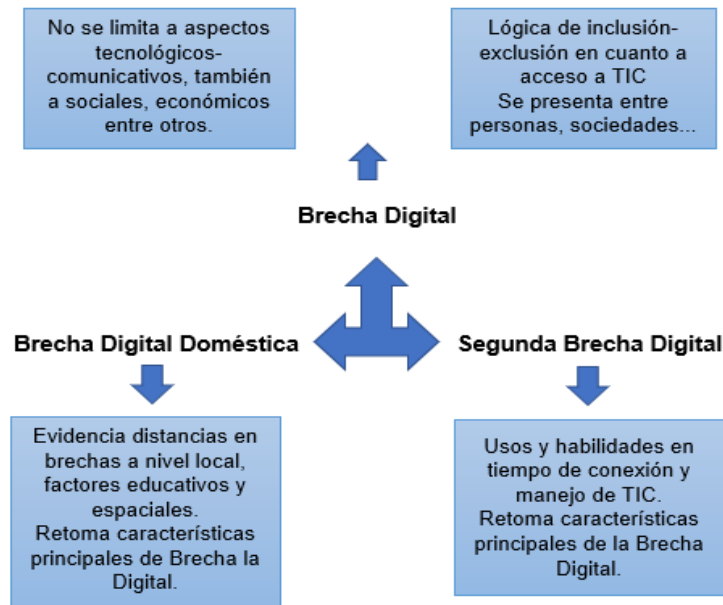 No se limita a aspectos
tecnológicos-
comunicativos, también
a sociales, económicos
entre otros.
Lógica de inclusión-
exclusión en cuanto a
acceso a TIC
Se presenta entre
personas, sociedades...
Brecha Digital
Brecha Digital Doméstica
Segunda Brecha Digital
Evidencia distancias en
brechas a nivel local,
factores educativos y
espaciales.
Retoma características
principales de Brecha la
Digital.
Usos y habilidades en
tiempo de conexión y
manejo de TIC.
Retoma características
principales de la Brecha
Digital.